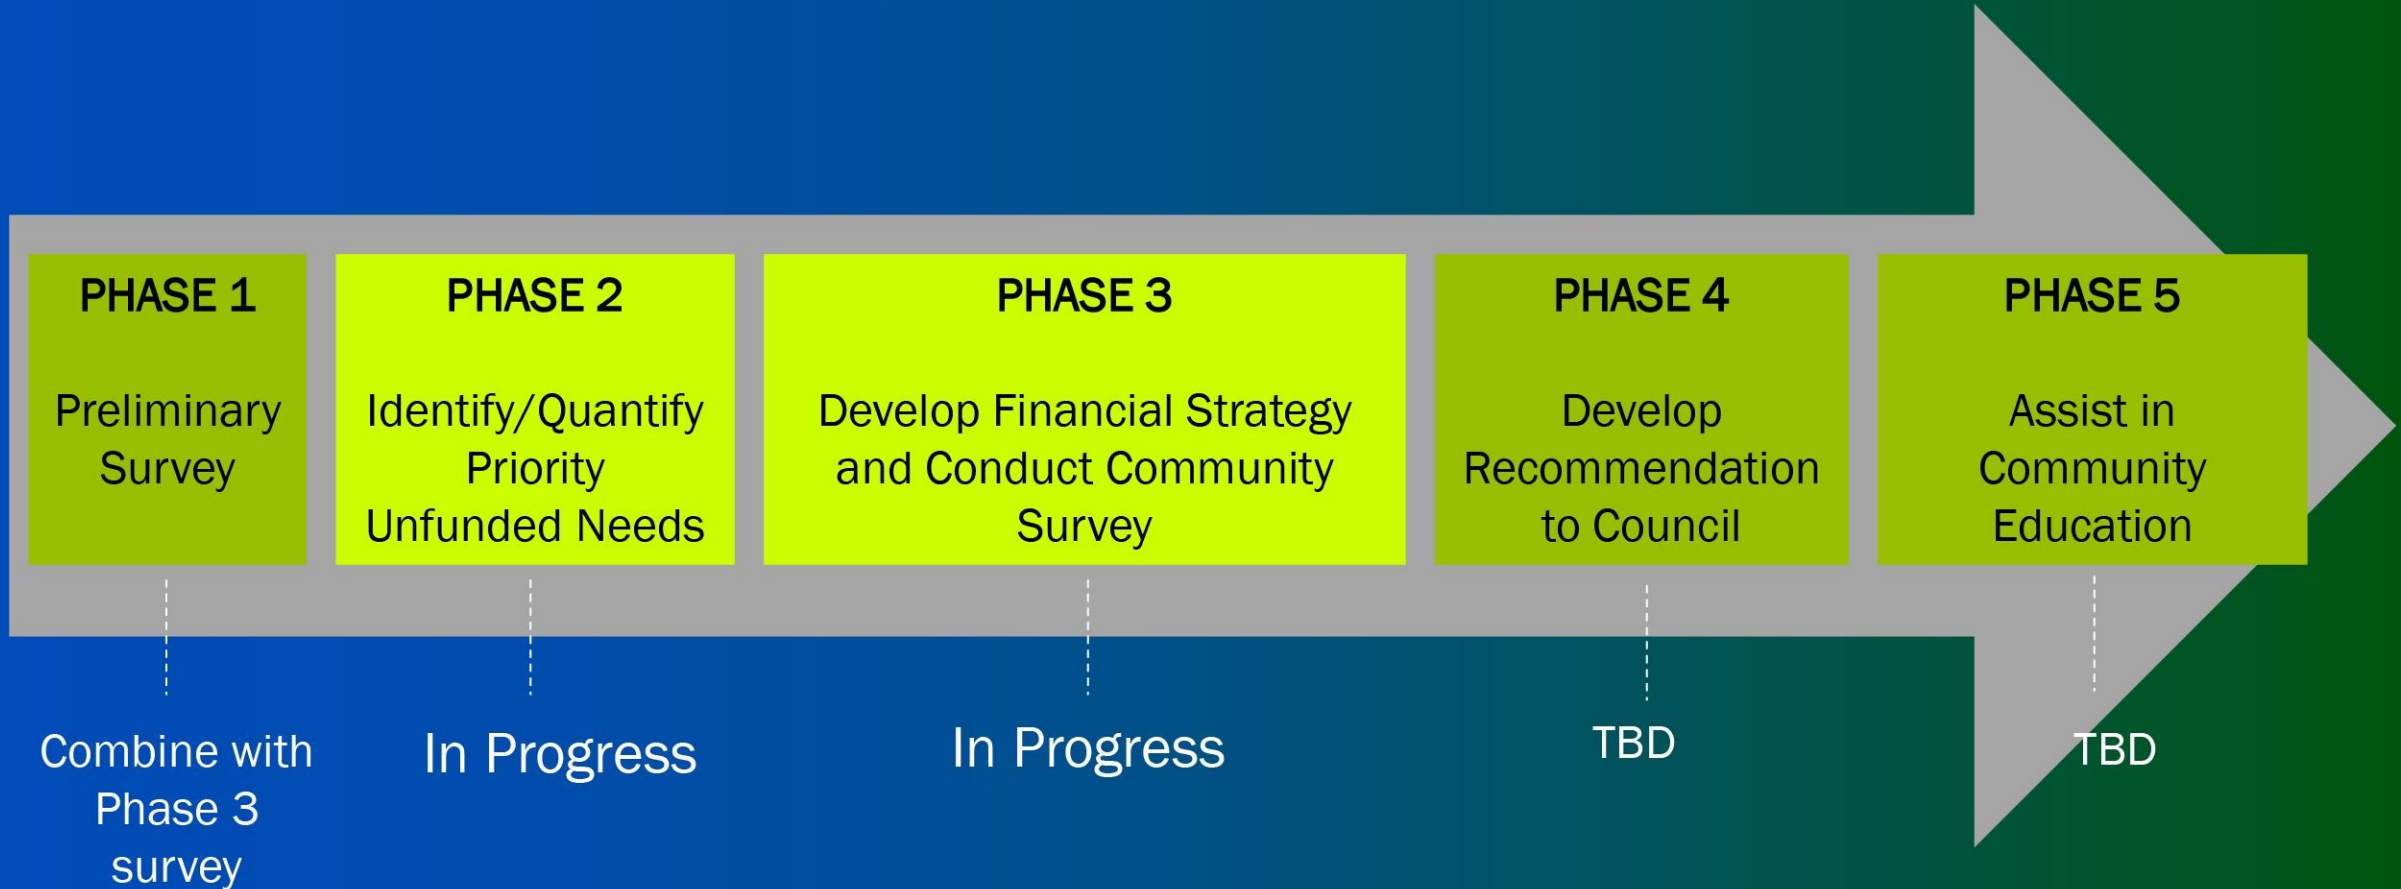 PHASE 1
Preliminary
Survey
PHASE 2
Identify/Quantify
Priority
Unfunded Needs
PHASE 3
Develop Financial Strategy
and Conduct Community
Survey
PHASE 4
Develop
Recommendation
to Council
PHASE 5
Assist in
Community
Education
Combine with
Phase 3
survey
In Progress
In Progress
TBD
TBD